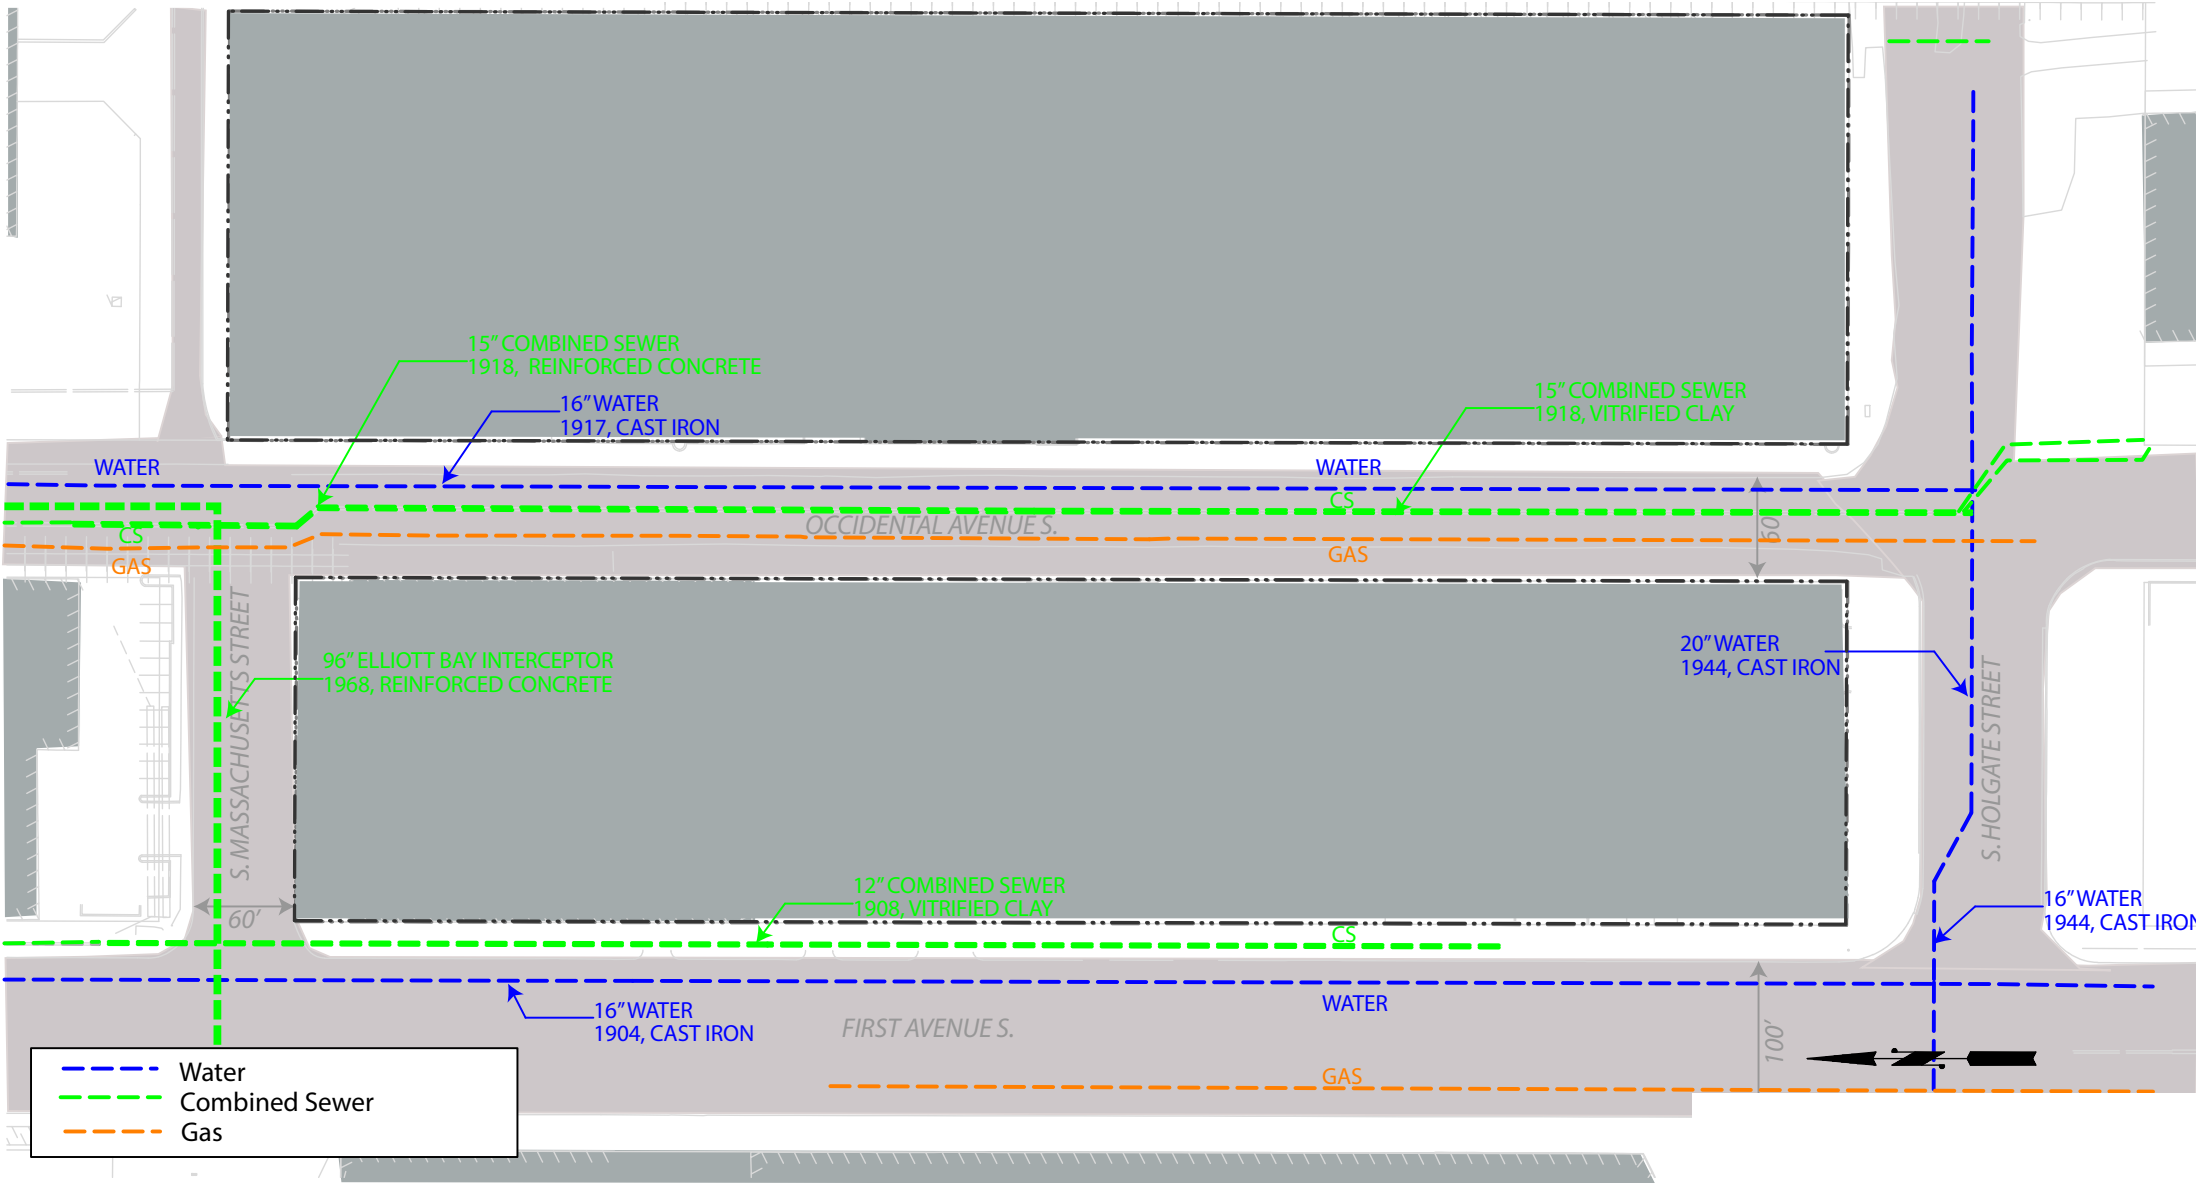 15" COMBINED SEWER
1918, REINFORCED CONCRETE
16" WATER
1917, CAST IRON
15" COMBINED SEWER
1918, VITRIFIED CLAY
WATER
WATER
CS
CS
OCCIDENTAL AVENUE S.
60'
GAS
GAS
S. MASSACHUSETTS STREET
96" ELLIOTT BAY INTERCEPTOR
1968, REINFORCED CONCRETE
20" WATER
1944, CAST IRON
S. HOLGATE STREET
12" COMBINED SEWER
1908, VITRIFIED CLAY
16" WATER
1944, CAST IRON
60'
CS
16" WATER
1904, CAST IRON
WATER
FIRST AVENUE S.
100'
GAS
Water
Combined Sewer
Gas